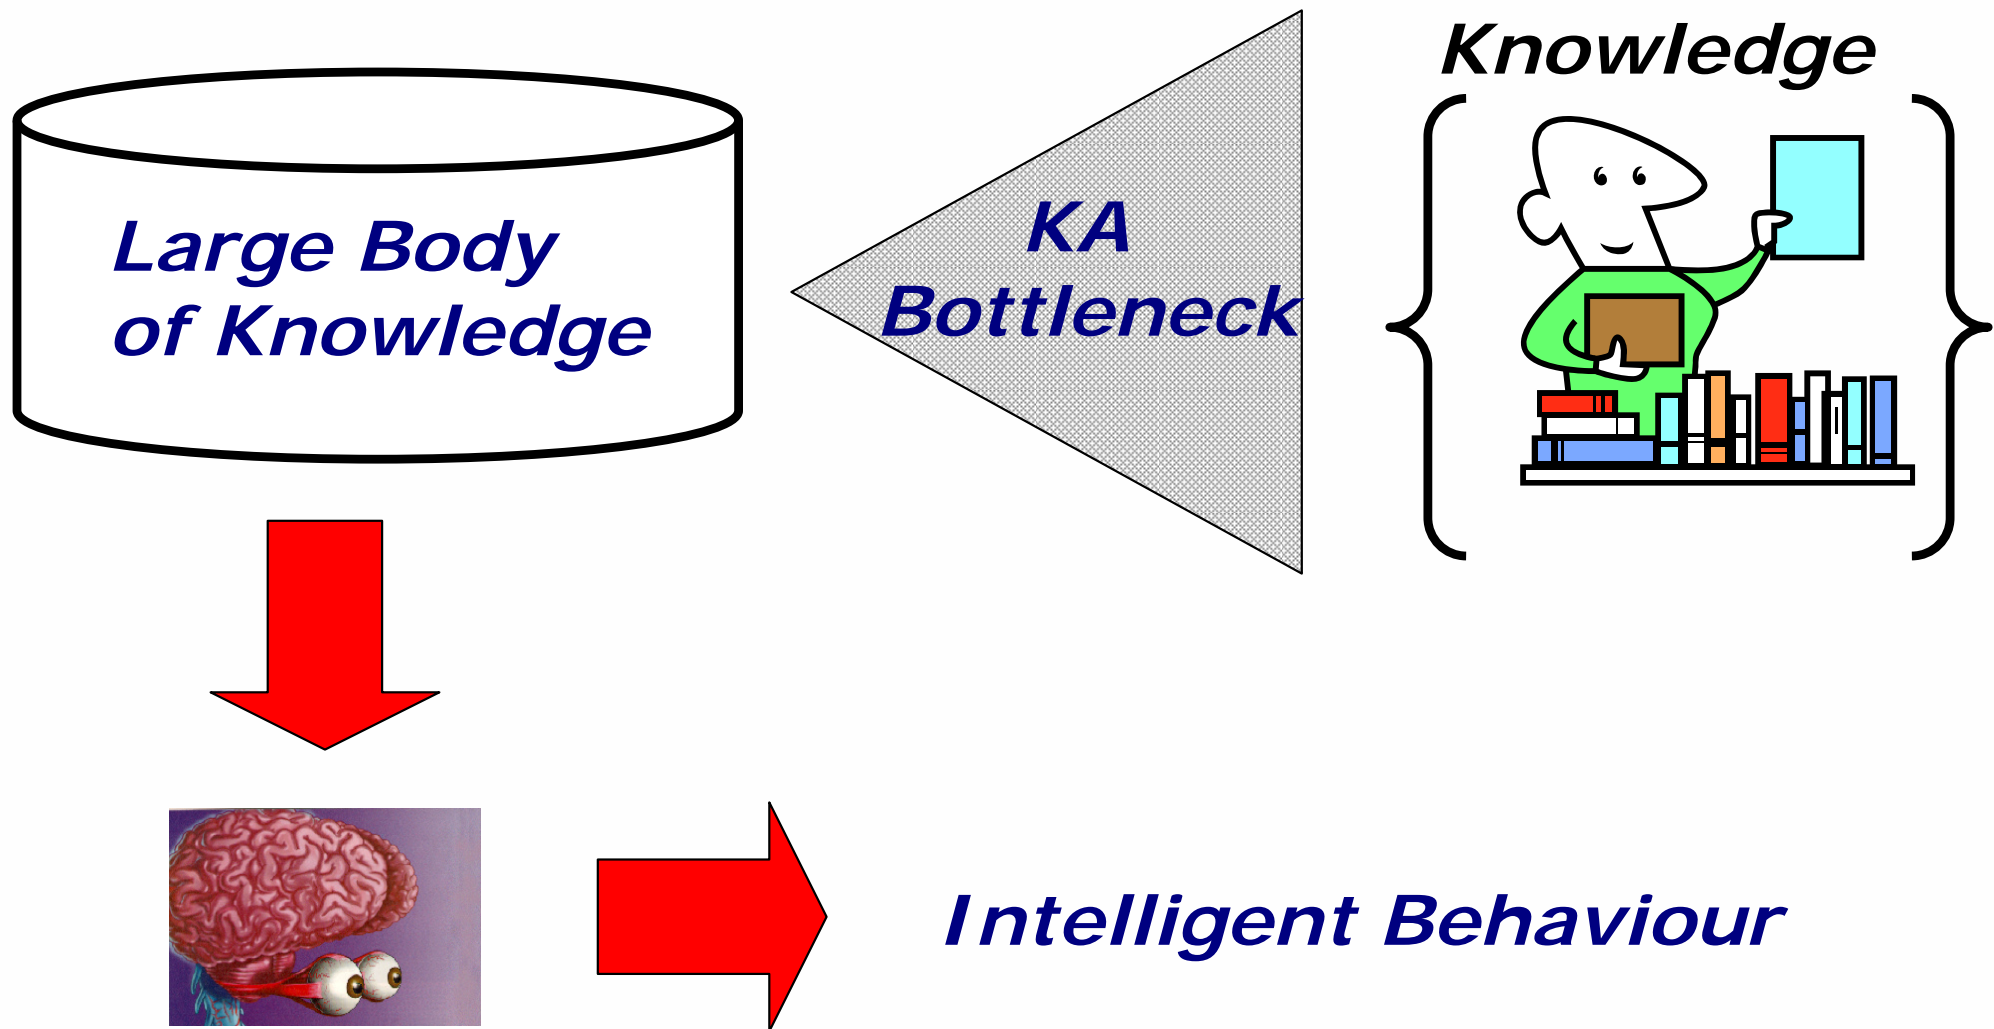 Knowledge
Large Body
of Knowledge
KA
Bottleneck
Intelligent Behaviour